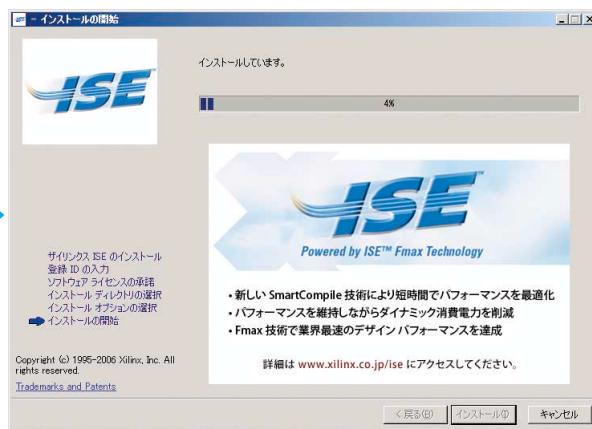 - インストールの開始
ISE
インストールしています。
4%
ISE
Powered by ISE™ Fmax Technology
・新しい SmartCompile 技術により短時間でパフォーマンスを最適化
・パフォーマンスを維持しながらダイナミック消費電力を削減
・Fmax 技術で業界最速のデザイン パフォーマンスを達成
詳細は www.xilinx.co.jp/ise にアクセスしてください。
ザイリンクス ISE のインストール
登録 ID の入力
ソフトウェア ライセンスの承諾
インストール ディレクトリの選択
インストール オプションの選択
インストールの開始
Copyright (c) 1995-2006 Xilinx, Inc. All
rights reserved.
Trademarks and Patents
< 戻る(B)
インストール(I)
キャンセル